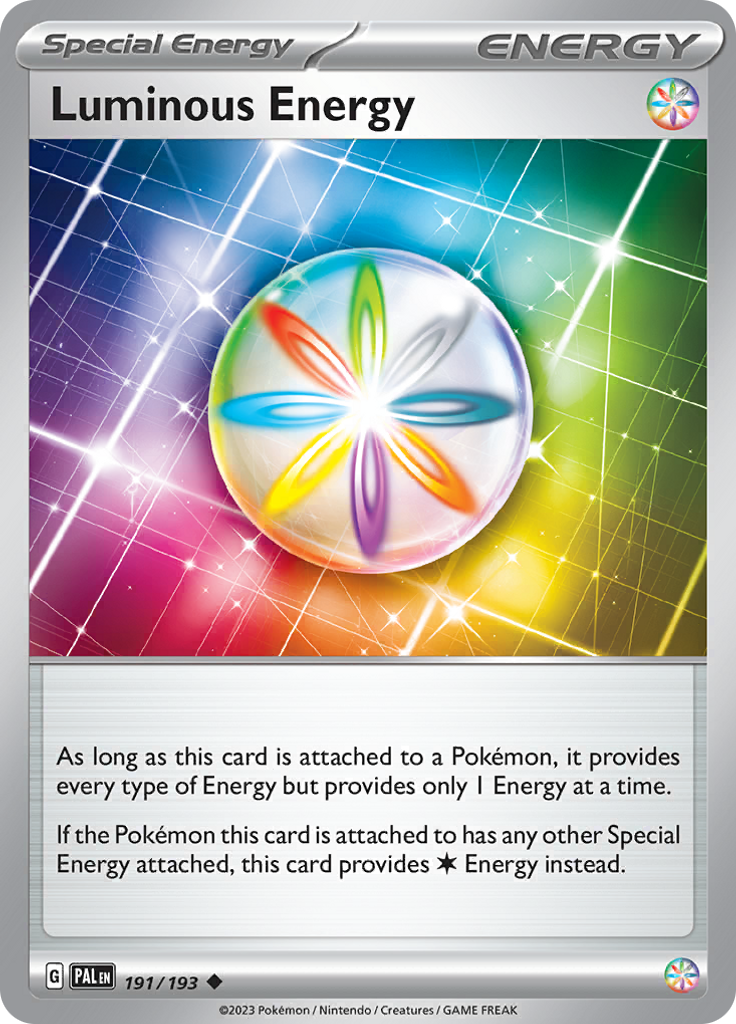 Special Energy ENERGY
Luminous Energy
As long as this card is attached to a Pokémon, it provides
every type of Energy but provides only 1 Energy at a time.
If the Pokémon this card is attached to has any other Special
Energy attached, this card provides Energy instead.
G PAL EN 191/193
©2023 Pokémon / Nintendo / Creatures / GAME FREAK